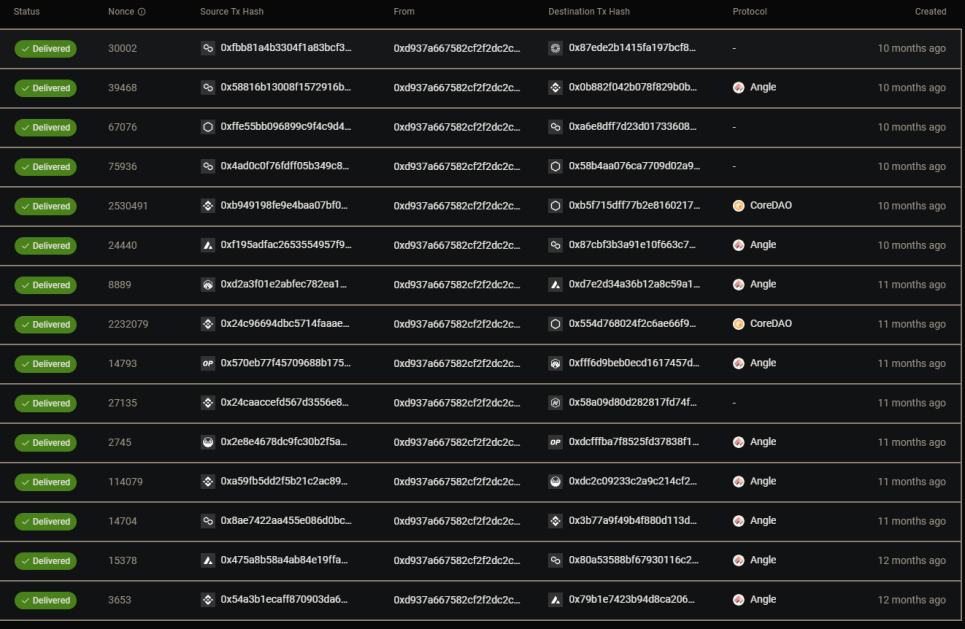 Status Nonce Source Tx Hash From Destination Tx Hash Protocol Created
Delivered 30002 0xfbb81a4b3304f1a83bcf3... 0xd937a667582cf2f2dc2c... 0x87ede2b1415fa197bcf8... - 10 months ago
Delivered 39468 0x58816b13008f1572916b... 0xd937a667582cf2f2dc2c... 0x0b882f042b078f829b0b... Angle 10 months ago
Delivered 67076 0xffe55bb096899c9f4c9d4... 0xd937a667582cf2f2dc2c... 0xa6e8dff7d23d01733608... - 10 months ago
Delivered 75936 0x4ad0c0f76fdff05b349c8... 0xd937a667582cf2f2dc2c... 0x58b4aa076ca7709d02a9... - 10 months ago
Delivered 2530491 0xb949198fe9e4baa07bf0... 0xd937a667582cf2f2dc2c... 0xb5f715dff77b2e8160217... CoreDAO 10 months ago
Delivered 24440 0xf195adfac2653554957f9... 0xd937a667582cf2f2dc2c... 0x87cbf3b3a91e10f663c7... Angle 10 months ago
Delivered 8889 0xd2a3f01e2abfec782ea1... 0xd937a667582cf2f2dc2c... 0xd7e2d34a36b12a8c59a1... Angle 11 months ago
Delivered 2232079 0x24c96694dbc5714faaae... 0xd937a667582cf2f2dc2c... 0x554d768024f2c6ae66f9... CoreDAO 11 months ago
Delivered 14793 OP 0x570eb77f45709688b175... 0xd937a667582cf2f2dc2c... 0xfff6d9beb0ecd1617457d... Angle 11 months ago
Delivered 27135 0x24caaccefd567d3556e8... 0xd937a667582cf2f2dc2c... 0x58a09d80d282817fd74f... - 11 months ago
Delivered 2745 0x2e8e4678dc9fc30b2f5a... 0xd937a667582cf2f2dc2c... OP 0xdcfffba7f8525fd37838f1... Angle 11 months ago
Delivered 114079 0xa59fb5dd2f5b21c2ac89... 0xd937a667582cf2f2dc2c... 0xdc2c09233c2a9c214cf2... Angle 11 months ago
Delivered 14704 0x8ae7422aa455e086d0bc... 0xd937a667582cf2f2dc2c... 0x3b77a9f49b4f880d113d... Angle 11 months ago
Delivered 15378 0x475a8b58a4ab84e19ffa... 0xd937a667582cf2f2dc2c... 0x80a53588bf67930116c2... Angle 12 months ago
Delivered 3653 0x54a3b1ecaff870903da6... 0xd937a667582cf2f2dc2c... 0x79b1e7423b94d8ca206... Angle 12 months ago